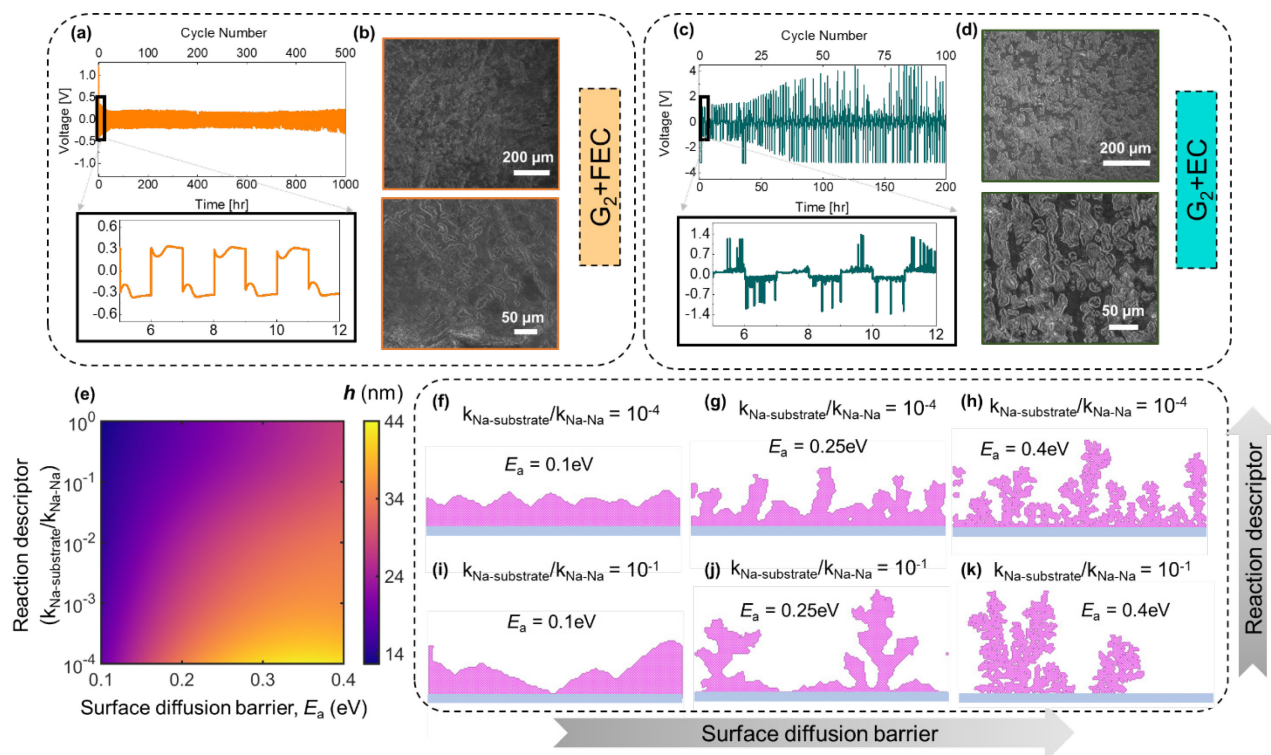 (a)
Cycle Number
0 100 200 300 400 500
Voltage [V]
1.0
0.5
0.0
-0.5
-1.0
0 200 400 600 800 1000
Time [hr]
0.6
0.3
0.0
-0.3
-0.6
6 8 10 12
(b)
200 µm
50 µm
G₂+FEC
(c)
Cycle Number
0 25 50 75 100
Voltage [V]
4
2
0
-2
-4
0 50 100 150 200
Time [hr]
1.4
0.7
0.0
-0.7
-1.4
6 8 10 12
(d)
200 µm
50 µm
G₂+EC
(e)
h (nm)
44
34
24
14
Reaction descriptor
(kNa-substrate/kNa-Na)
10⁰
10⁻¹
10⁻²
10⁻³
10⁻⁴
0.1 0.2 0.3 0.4
Surface diffusion barrier, Eₐ (eV)
(f)
kNa-substrate/kNa-Na = 10⁻⁴
Eₐ = 0.1eV
(g)
kNa-substrate/kNa-Na = 10⁻⁴
Eₐ = 0.25eV
(h)
kNa-substrate/kNa-Na = 10⁻⁴
Eₐ = 0.4eV
(i)
kNa-substrate/kNa-Na = 10⁻¹
Eₐ = 0.1eV
(j)
kNa-substrate/kNa-Na = 10⁻¹
Eₐ = 0.25eV
(k)
kNa-substrate/kNa-Na = 10⁻¹
Eₐ = 0.4eV
Reaction descriptor
Surface diffusion barrier